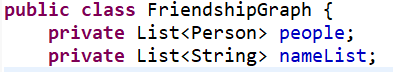 public class FriendshipGraph {
    private List<Person> people;
    private List<String> nameList;